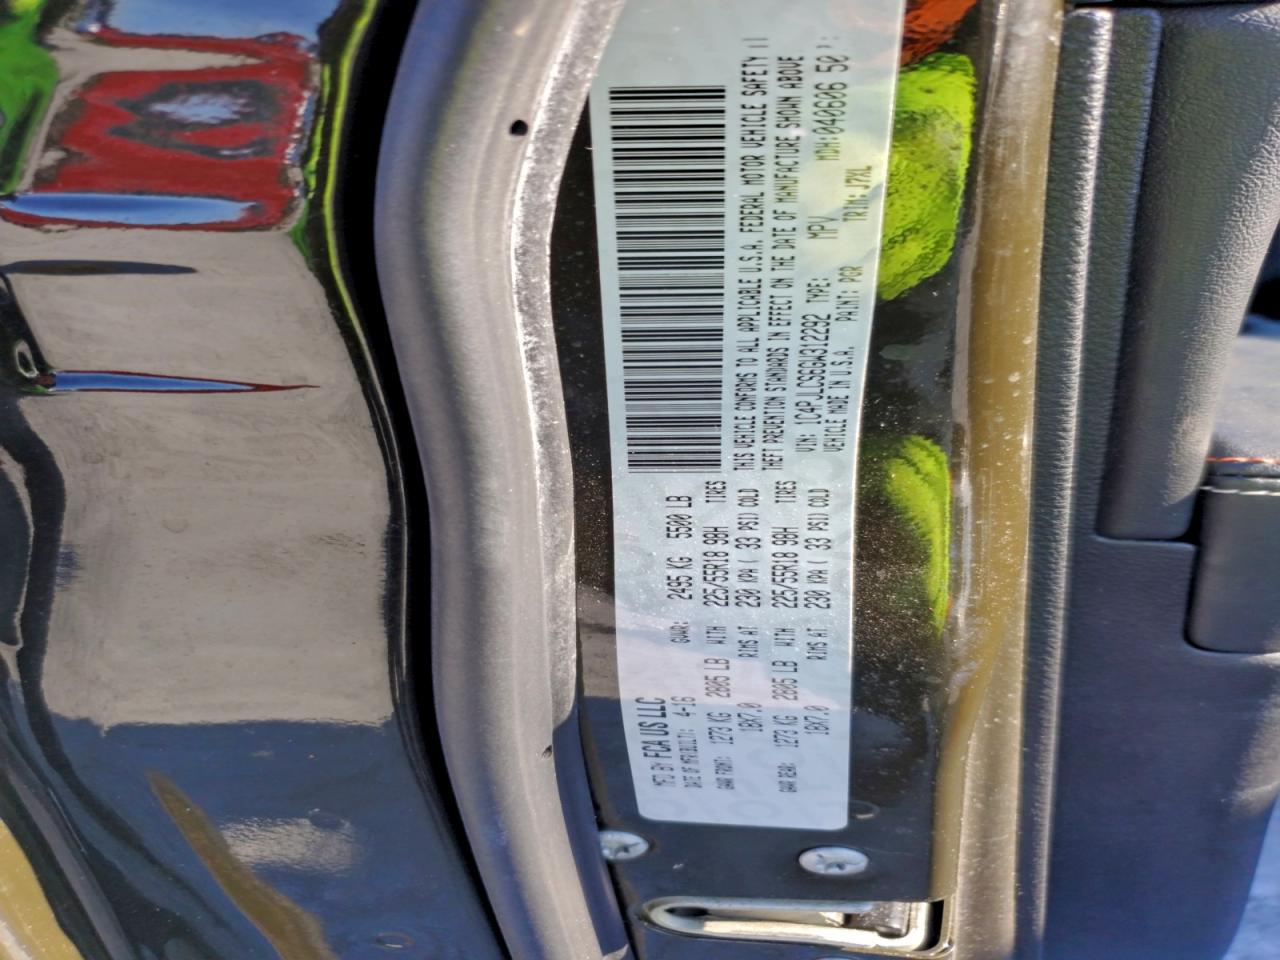 MFD BY FCA US LLC
DATE OF MFR/BUILT: 4-16 GVWR: 2495 KG 5500 LB
GAWR FRONT: 1273 KG 2805 LB WITH 225/55R18 98H TIRES
18X7.0 RIMS AT 230 KPA ( 33 PSI) COLD
GAWR REAR: 1273 KG 2805 LB WITH 225/55R18 98H TIRES
18X7.0 RIMS AT 230 KPA ( 33 PSI) COLD
THIS VEHICLE CONFORMS TO ALL APPLICABLE U.S.A. FEDERAL MOTOR VEHICLE SAFETY
THEFT PREVENTION STANDARDS IN EFFECT ON THE DATE OF MANUFACTURE SHOWN ABOVE
VIN: 1C4PJLCS6GW312292 TYPE: MPV MDH:040606 50
VEHICLE MADE IN U.S.A. PAINT: PGR TRIM: J7XL